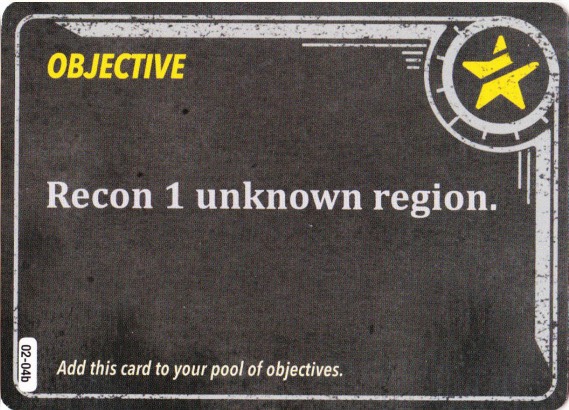 OBJECTIVE
Recon 1 unknown region.
Add this card to your pool of objectives.
02-04b